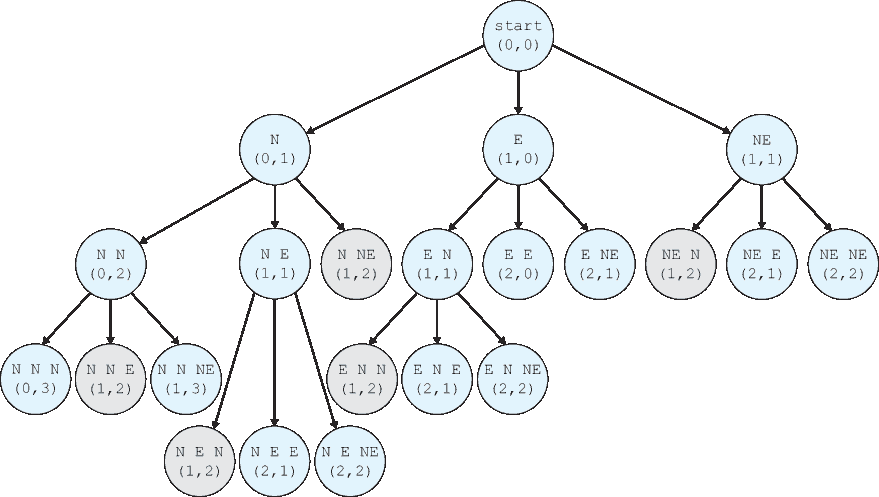 start
(0,0)
N
(0,1)
E
(1,0)
NE
(1,1)
N N
(0,2)
N E
(1,1)
N NE
(1,2)
E N
(1,1)
E E
(2,0)
E NE
(2,1)
NE N
(1,2)
NE E
(2,1)
NE NE
(2,2)
N N N
(0,3)
N N E
(1,2)
N N NE
(1,3)
E N N
(1,2)
E N E
(2,1)
E N NE
(2,2)
N E N
(1,2)
N E E
(2,1)
N E NE
(2,2)